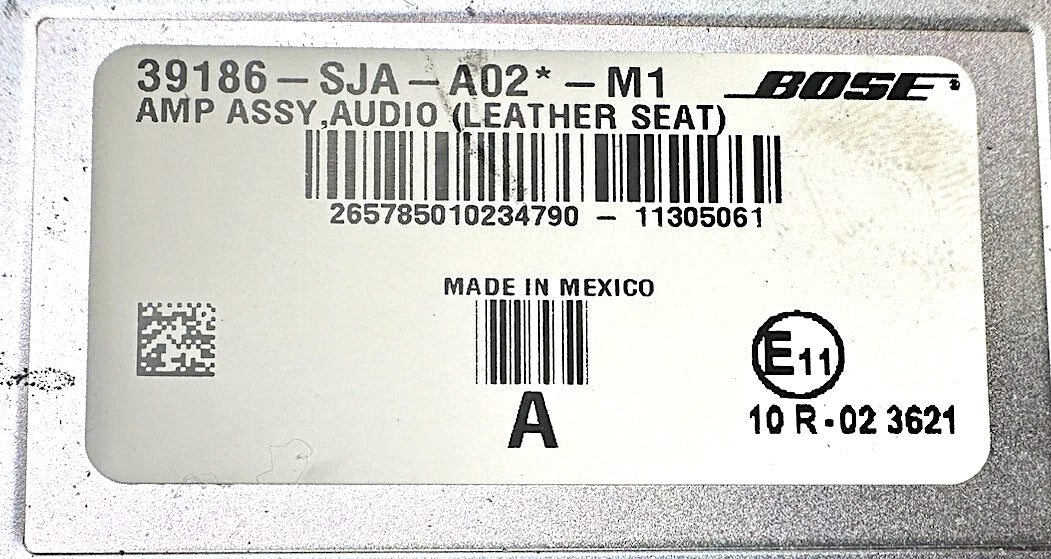 39186-SJA-A02*-M1
BOSE
AMP ASSY,AUDIO (LEATHER SEAT)
265785010234790 - 11305061
MADE IN MEXICO
A
E11
10 R-02 3621